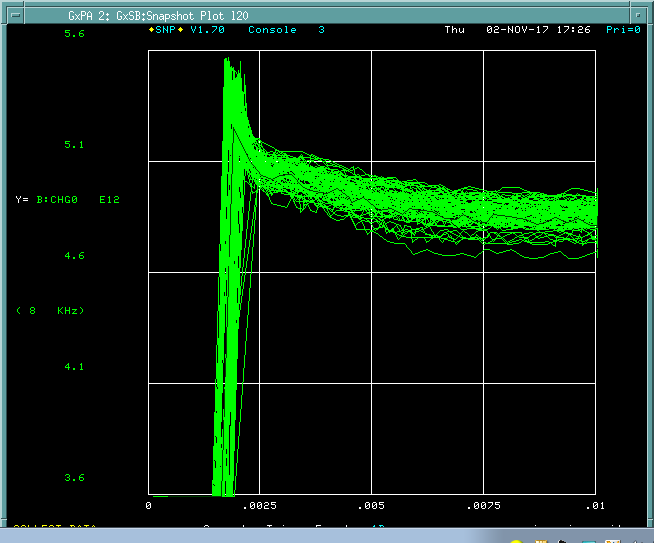 GxPA 2: GxSB:Snapshot Plot 120
5.6
◆SNP◆ V1.70 Console 3 Thu 02-NOV-17 17:26 Pri=0
5.1
Y= B:CHG0 E12
4.6
( 8 KHz)
4.1
3.6
0 .0025 .005 .0075 .01
COLLECT DATA